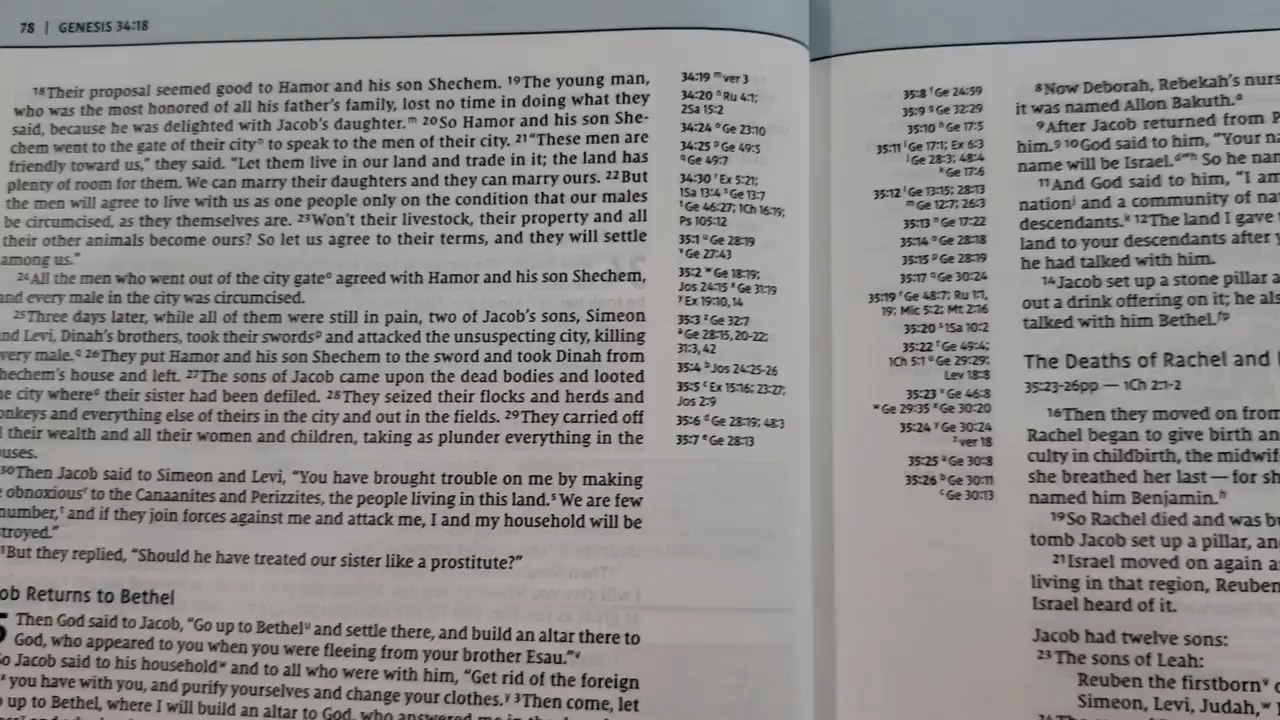 78 | GENESIS 34:18
18Their proposal seemed good to Hamor and his son Shechem. 19The young man,
who was the most honored of all his father's family, lost no time in doing what they
said, because he was delighted with Jacob's daughter.m 20So Hamor and his son She-
chem went to the gate of their cityn to speak to the men of their city. 21"These men are
friendly toward us," they said. "Let them live in our land and trade in it; the land has
plenty of room for them. We can marry their daughters and they can marry ours. 22But
the men will agree to live with us as one people only on the condition that our males
be circumcised, as they themselves are. 23Won't their livestock, their property and all
their other animals become ours? So let us agree to their terms, and they will settle
among us."
24All the men who went out of the city gateo agreed with Hamor and his son Shechem,
and every male in the city was circumcised.
25Three days later, while all of them were still in pain, two of Jacob's sons, Simeon
and Levi, Dinah's brothers, took their swordsp and attacked the unsuspecting city, killing
very male.q 26They put Hamor and his son Shechem to the sword and took Dinah from
hechem's house and left. 27The sons of Jacob came upon the dead bodies and looted
e city where their sister had been defiled. 28They seized their flocks and herds and
onkeys and everything else of theirs in the city and out in the fields. 29They carried off
l their wealth and all their women and children, taking as plunder everything in the
uses.
30Then Jacob said to Simeon and Levi, "You have brought trouble on me by making
e obnoxiousr to the Canaanites and Perizzites, the people living in this land.s We are few
number,t and if they join forces against me and attack me, I and my household will be
troyed."
But they replied, "Should he have treated our sister like a prostitute?"
ob Returns to Bethel
5 Then God said to Jacob, "Go up to Bethelu and settle there, and build an altar there to
God, who appeared to you when you were fleeing from your brother Esau."v
o Jacob said to his householdw and to all who were with him, "Get rid of the foreign
x you have with you, and purify yourselves and change your clothes.y 3Then come, let
up to Bethel, where I will build an altar to God, who answered me in the
34:19 m ver 3
34:20 n Ru 4:1;
2Sa 15:2
34:24 o Ge 23:10
34:25 p Ge 49:5
q Ge 49:7
34:30 r Ex 5:21;
1Sa 13:4 s Ge 13:7
t Ge 46:27; 1Ch 16:19;
Ps 105:12
35:1 u Ge 28:19
v Ge 27:43
35:2 w Ge 18:19;
Jos 24:15 x Ge 31:19
y Ex 19:10, 14
35:3 z Ge 32:7
a Ge 28:15, 20-22;
31:3, 42
35:4 b Jos 24:25-26
35:5 c Ex 15:16; 23:27;
Jos 2:9
35:6 d Ge 28:19; 48:3
35:7 e Ge 28:13
35:8 f Ge 24:59
35:9 g Ge 32:29
35:10 h Ge 17:5
35:11 i Ge 17:1; Ex 6:3
j Ge 28:3; 48:4
k Ge 17:6
35:12 l Ge 13:15; 28:13
m Ge 12:7; 26:3
35:13 n Ge 17:22
35:14 o Ge 28:18
35:15 p Ge 28:19
35:17 q Ge 30:24
35:19 r Ge 48:7; Ru 1:1,
19; Mic 5:2; Mt 2:16
35:20 s 1Sa 10:2
35:22 t Ge 49:4;
1Ch 5:1 u Ge 29:29;
Lev 18:8
35:23 v Ge 46:8
w Ge 29:35 x Ge 30:20
35:24 y Ge 30:24
z ver 18
35:25 a Ge 30:8
35:26 b Ge 30:11
c Ge 30:13
8Now Deborah, Rebekah's nurs
it was named Allon Bakuth.a
9After Jacob returned from P
him.g 10God said to him, "Your n
name will be Israel. So he nam
11And God said to him, "I am
nationj and a community of na
descendants.k 12The land I gave
land to your descendants after y
he had talked with him.
14Jacob set up a stone pillar a
out a drink offering on it; he als
talked with him Bethel.fp
The Deaths of Rachel and
35:23-26pp — 1Ch 2:1-2
16Then they moved on from
Rachel began to give birth an
culty in childbirth, the midwif
she breathed her last — for sh
named him Benjamin.h
19So Rachel died and was bu
tomb Jacob set up a pillar, an
21Israel moved on again a
living in that region, Reuben
Israel heard of it.
Jacob had twelve sons:
23 The sons of Leah:
Reuben the firstbornv
Simeon, Levi, Judah,w